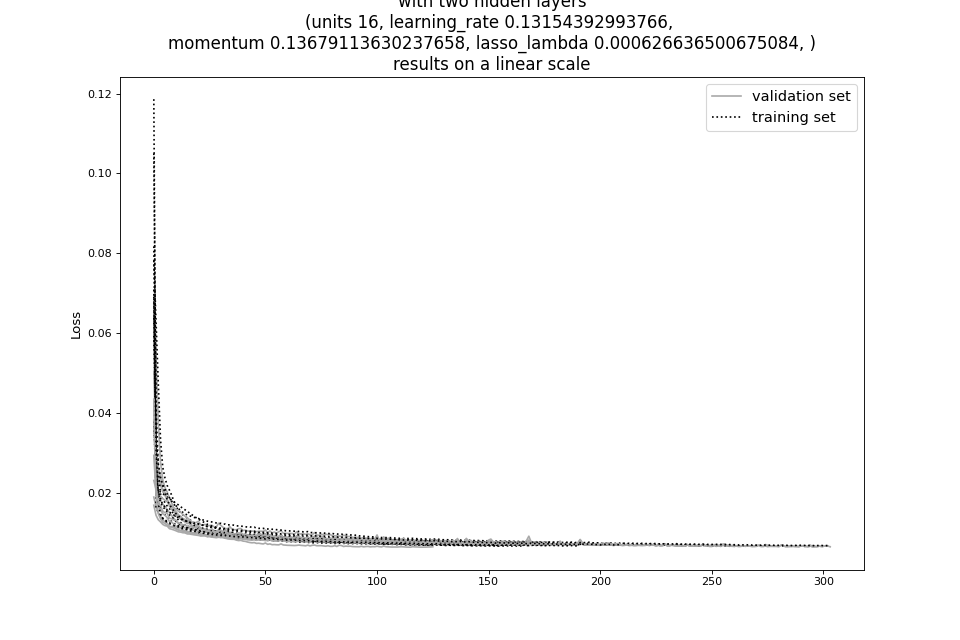 with two hidden layers
(units 16, learning_rate 0.13154392993766,
momentum 0.13679113630237658, lasso_lambda 0.000626636500675084, )
results on a linear scale
validation set
training set
0.12
0.10
0.08
0.06
0.04
0.02
Loss
0
50
100
150
200
250
300